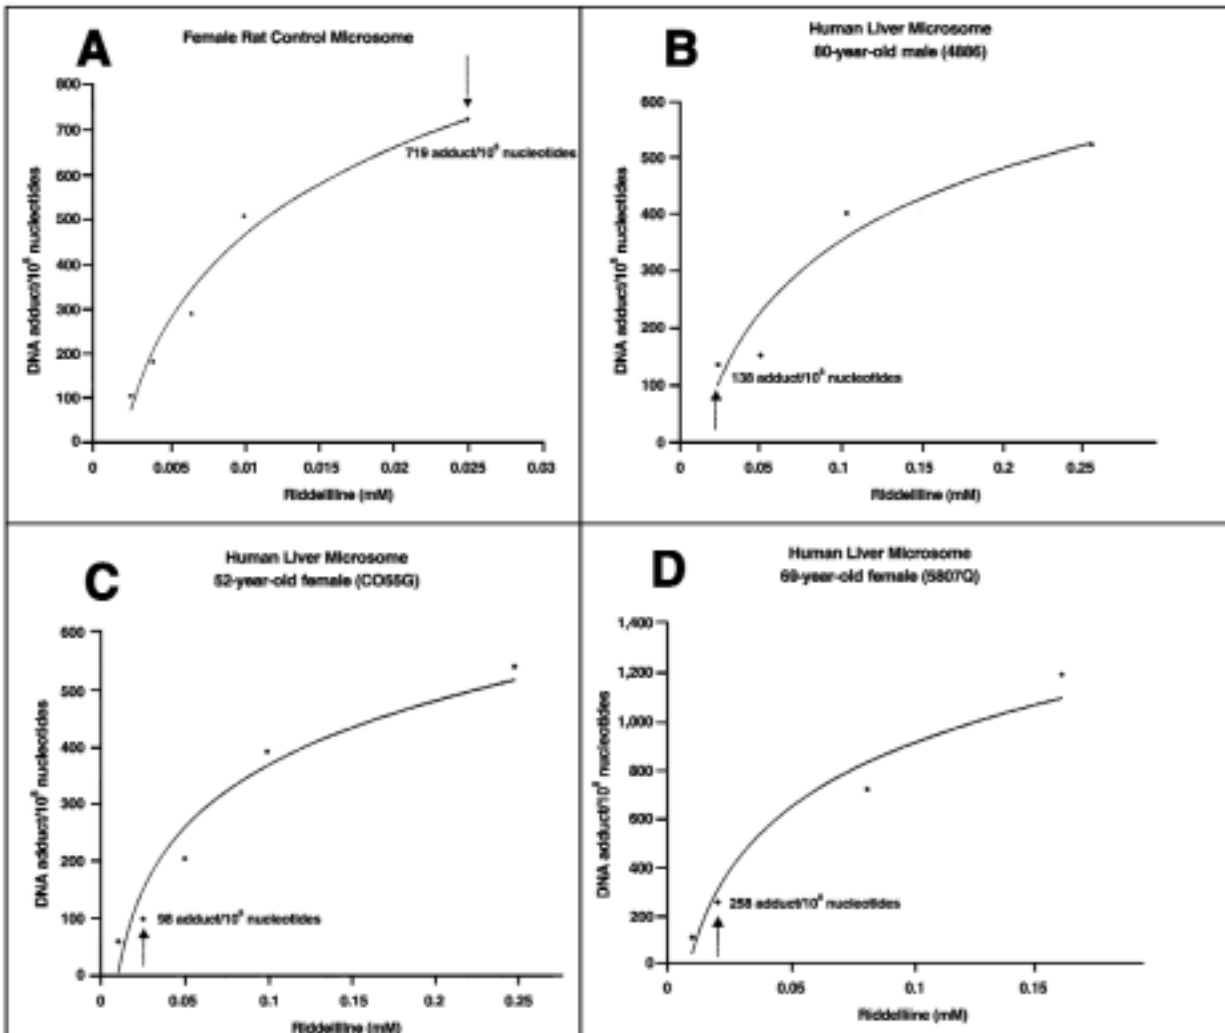 A
Female Rat Control Microsome
DNA adduct/10⁸ nucleotides
800
700
600
500
400
300
200
100
0
719 adduct/10⁸ nucleotides
0 0.005 0.01 0.015 0.02 0.025 0.03
Riddelliine (mM)
B
Human Liver Microsome
80-year-old male (4886)
DNA adduct/10⁸ nucleotides
600
500
400
300
200
100
0
138 adduct/10⁸ nucleotides
0 0.05 0.1 0.15 0.2 0.25
Riddelliine (mM)
C
Human Liver Microsome
52-year-old female (CO55G)
DNA adduct/10⁸ nucleotides
600
500
400
300
200
100
0
98 adduct/10⁸ nucleotides
0 0.05 0.1 0.15 0.2 0.25
Riddelliine (mM)
D
Human Liver Microsome
69-year-old female (5807Q)
DNA adduct/10⁸ nucleotides
1,400
1,200
1,000
800
600
400
200
0
258 adduct/10⁸ nucleotides
0 0.05 0.1 0.15
Riddelliine (mM)